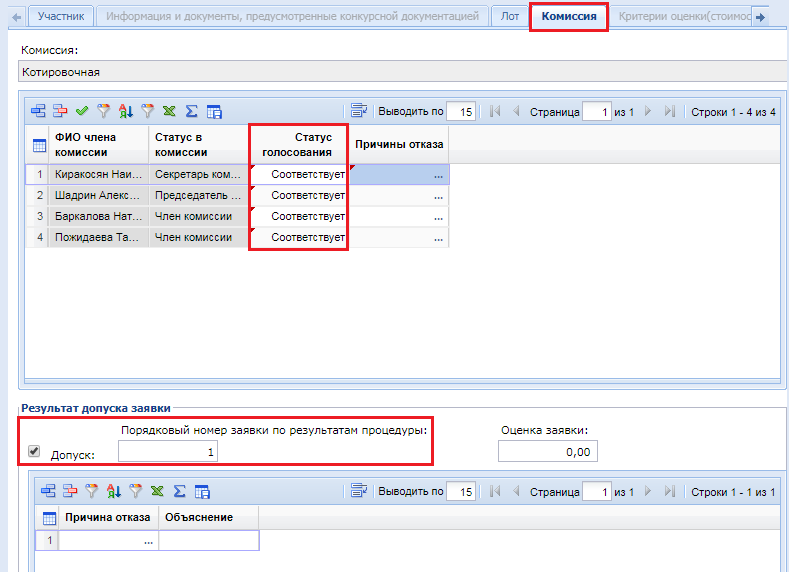 Участник Информация и документы, предусмотренные конкурсной документацией Лот Комиссия Критерии оценки(стоимос
Комиссия:
Котировочная
Выводить по 15 Страница 1 из 1 Строки 1 - 4 из 4
ФИО члена комиссии Статус в комиссии Статус голосования Причины отказа
1 Киракосян Наи... Секретарь ком... Соответствует ...
2 Шадрин Алекс... Председатель ... Соответствует ...
3 Баркалова Нат... Член комиссии Соответствует ...
4 Пожидаева Та... Член комиссии Соответствует ...
Результат допуска заявки
Порядковый номер заявки по результатам процедуры: Оценка заявки:
Допуск: 1 0,00
Выводить по 15 Страница 1 из 1 Строки 1 - 1 из 1
Причина отказа Объяснение
1 ...